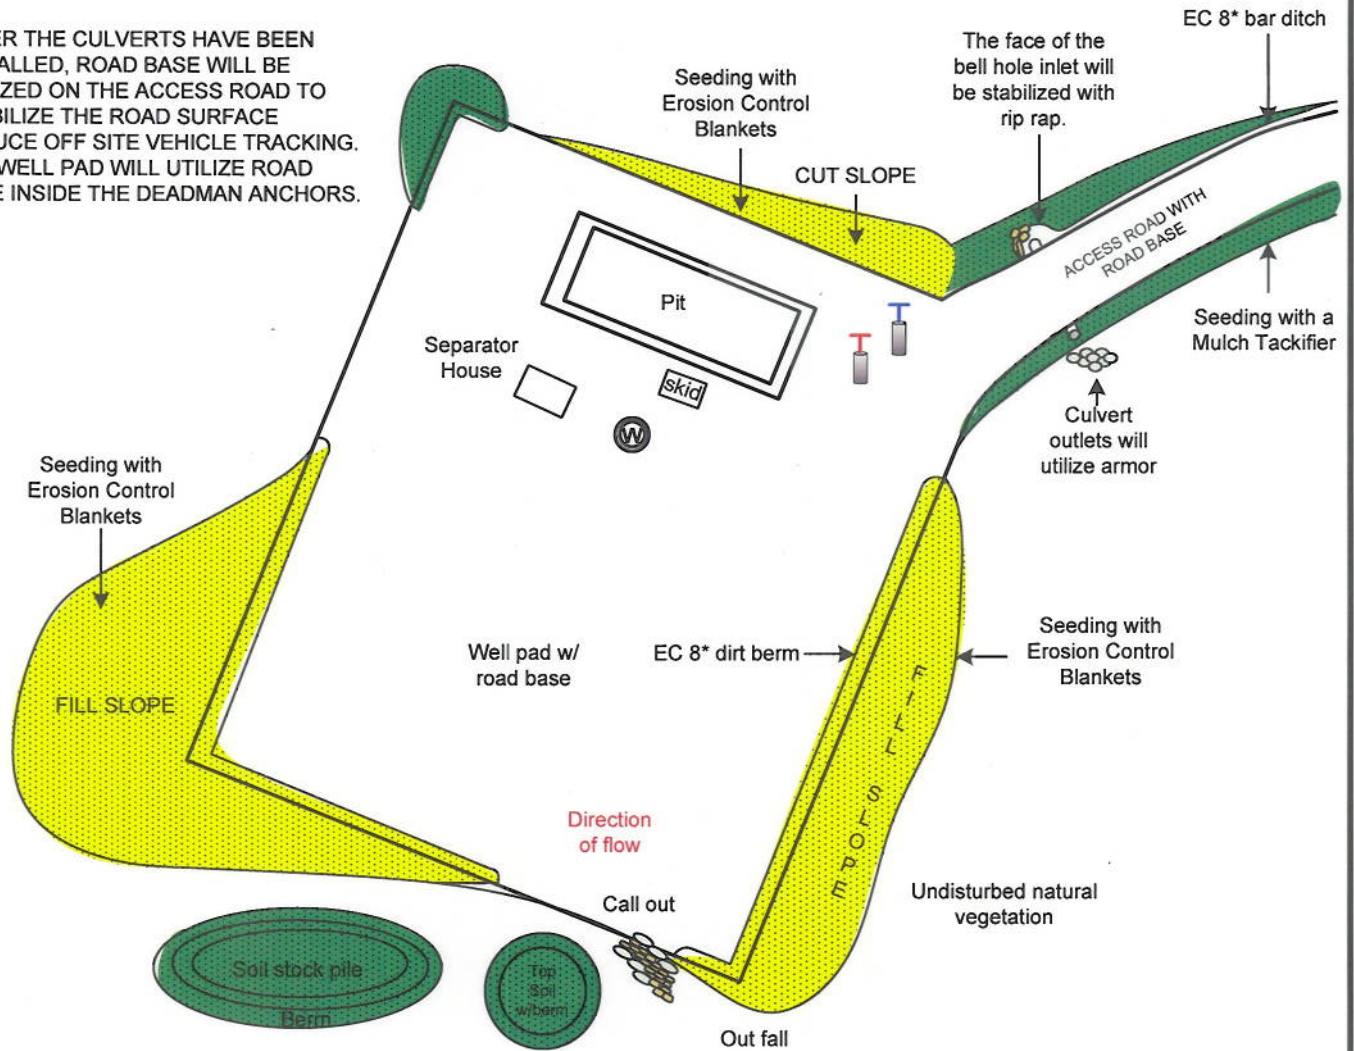 ER THE CULVERTS HAVE BEEN
ALLED, ROAD BASE WILL BE
ZED ON THE ACCESS ROAD TO
BILIZE THE ROAD SURFACE
UCE OFF SITE VEHICLE TRACKING.
WELL PAD WILL UTILIZE ROAD
E INSIDE THE DEADMAN ANCHORS.
EC 8* bar ditch
The face of the
bell hole inlet will
be stabilized with
rip rap.
Seeding with
Erosion Control
Blankets
CUT SLOPE
ACCESS ROAD WITH
ROAD BASE
Pit
Seeding with a
Mulch Tackifier
Separator
House
skid
W
Culvert
outlets will
utilize armor
Seeding with
Erosion Control
Blankets
FILL SLOPE
Well pad w/
road base
EC 8* dirt berm
FILL SLOPE
Seeding with
Erosion Control
Blankets
Direction
of flow
Call out
Undisturbed natural
vegetation
Soil stock pile
Berm
Top
Soil
w/berm
Out fall